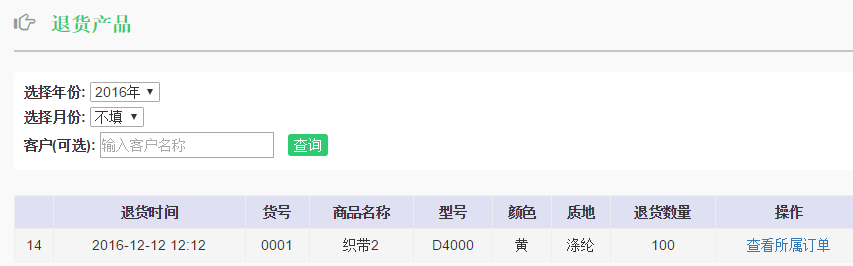 退货产品
选择年份: 2016年
选择月份: 不填
客户(可选): 输入客户名称 查询
退货时间 货号 商品名称 型号 颜色 质地 退货数量 操作
14 2016-12-12 12:12 0001 织带2 D4000 黄 涤纶 100 查看所属订单